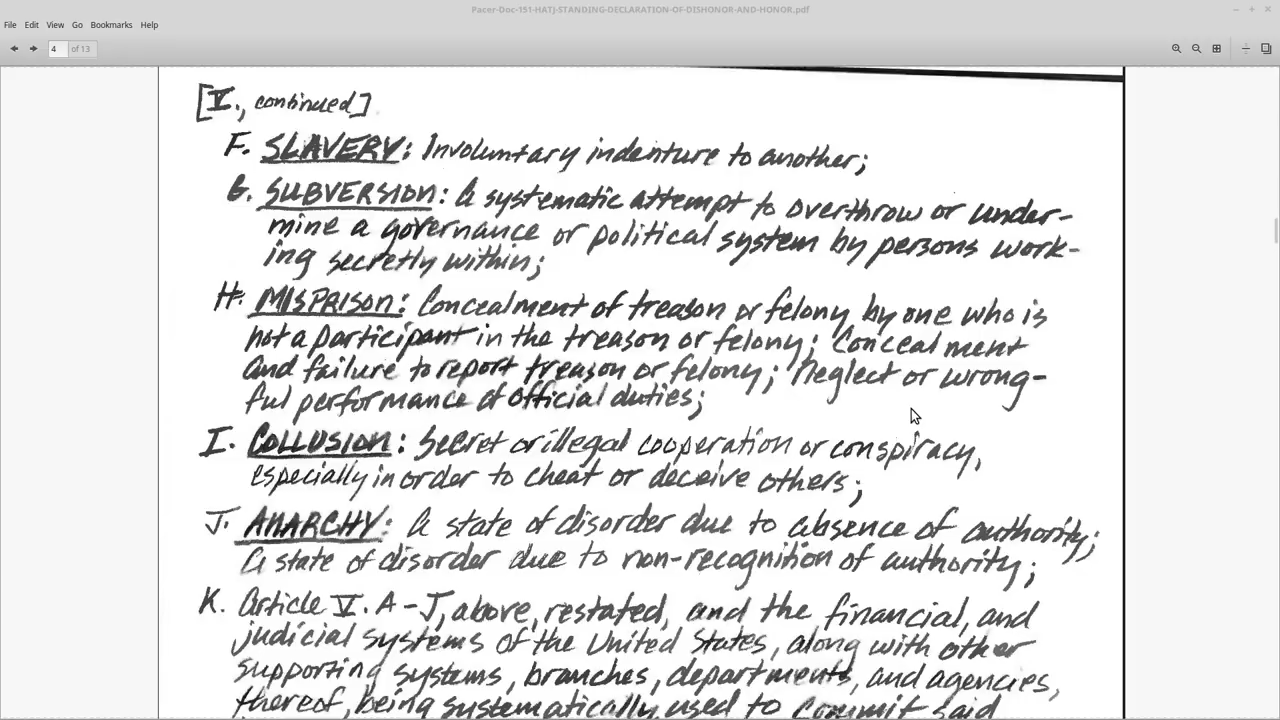 Pacer-Doc-151-HATJ-STANDING-DECLARATION-OF-DISHONOR-AND-HONOR.pdf
File Edit View Go Bookmarks Help
4 of 13
[V., continued]
F. SLAVERY: Involuntary indenture to another;
G. SUBVERSION: A systematic attempt to overthrow or under-
mine a governance or political system by persons work-
ing secretly within;
H. MISPRISON: Concealment of treason or felony by one who is
not a participant in the treason or felony; Concealment
and failure to report treason or felony; Neglect or wrong-
ful performance of official duties;
I. COLLUSION: Secret or illegal cooperation or conspiracy,
especially in order to cheat or deceive others;
J. ANARCHY: A state of disorder due to absence of authority;
A state of disorder due to non-recognition of authority;
K. Article V. A-J, above, restated, and the financial, and
judicial systems of the United States, along with other
supporting systems, branches, departments, and agencies,
thereof, being systematically used to commit said